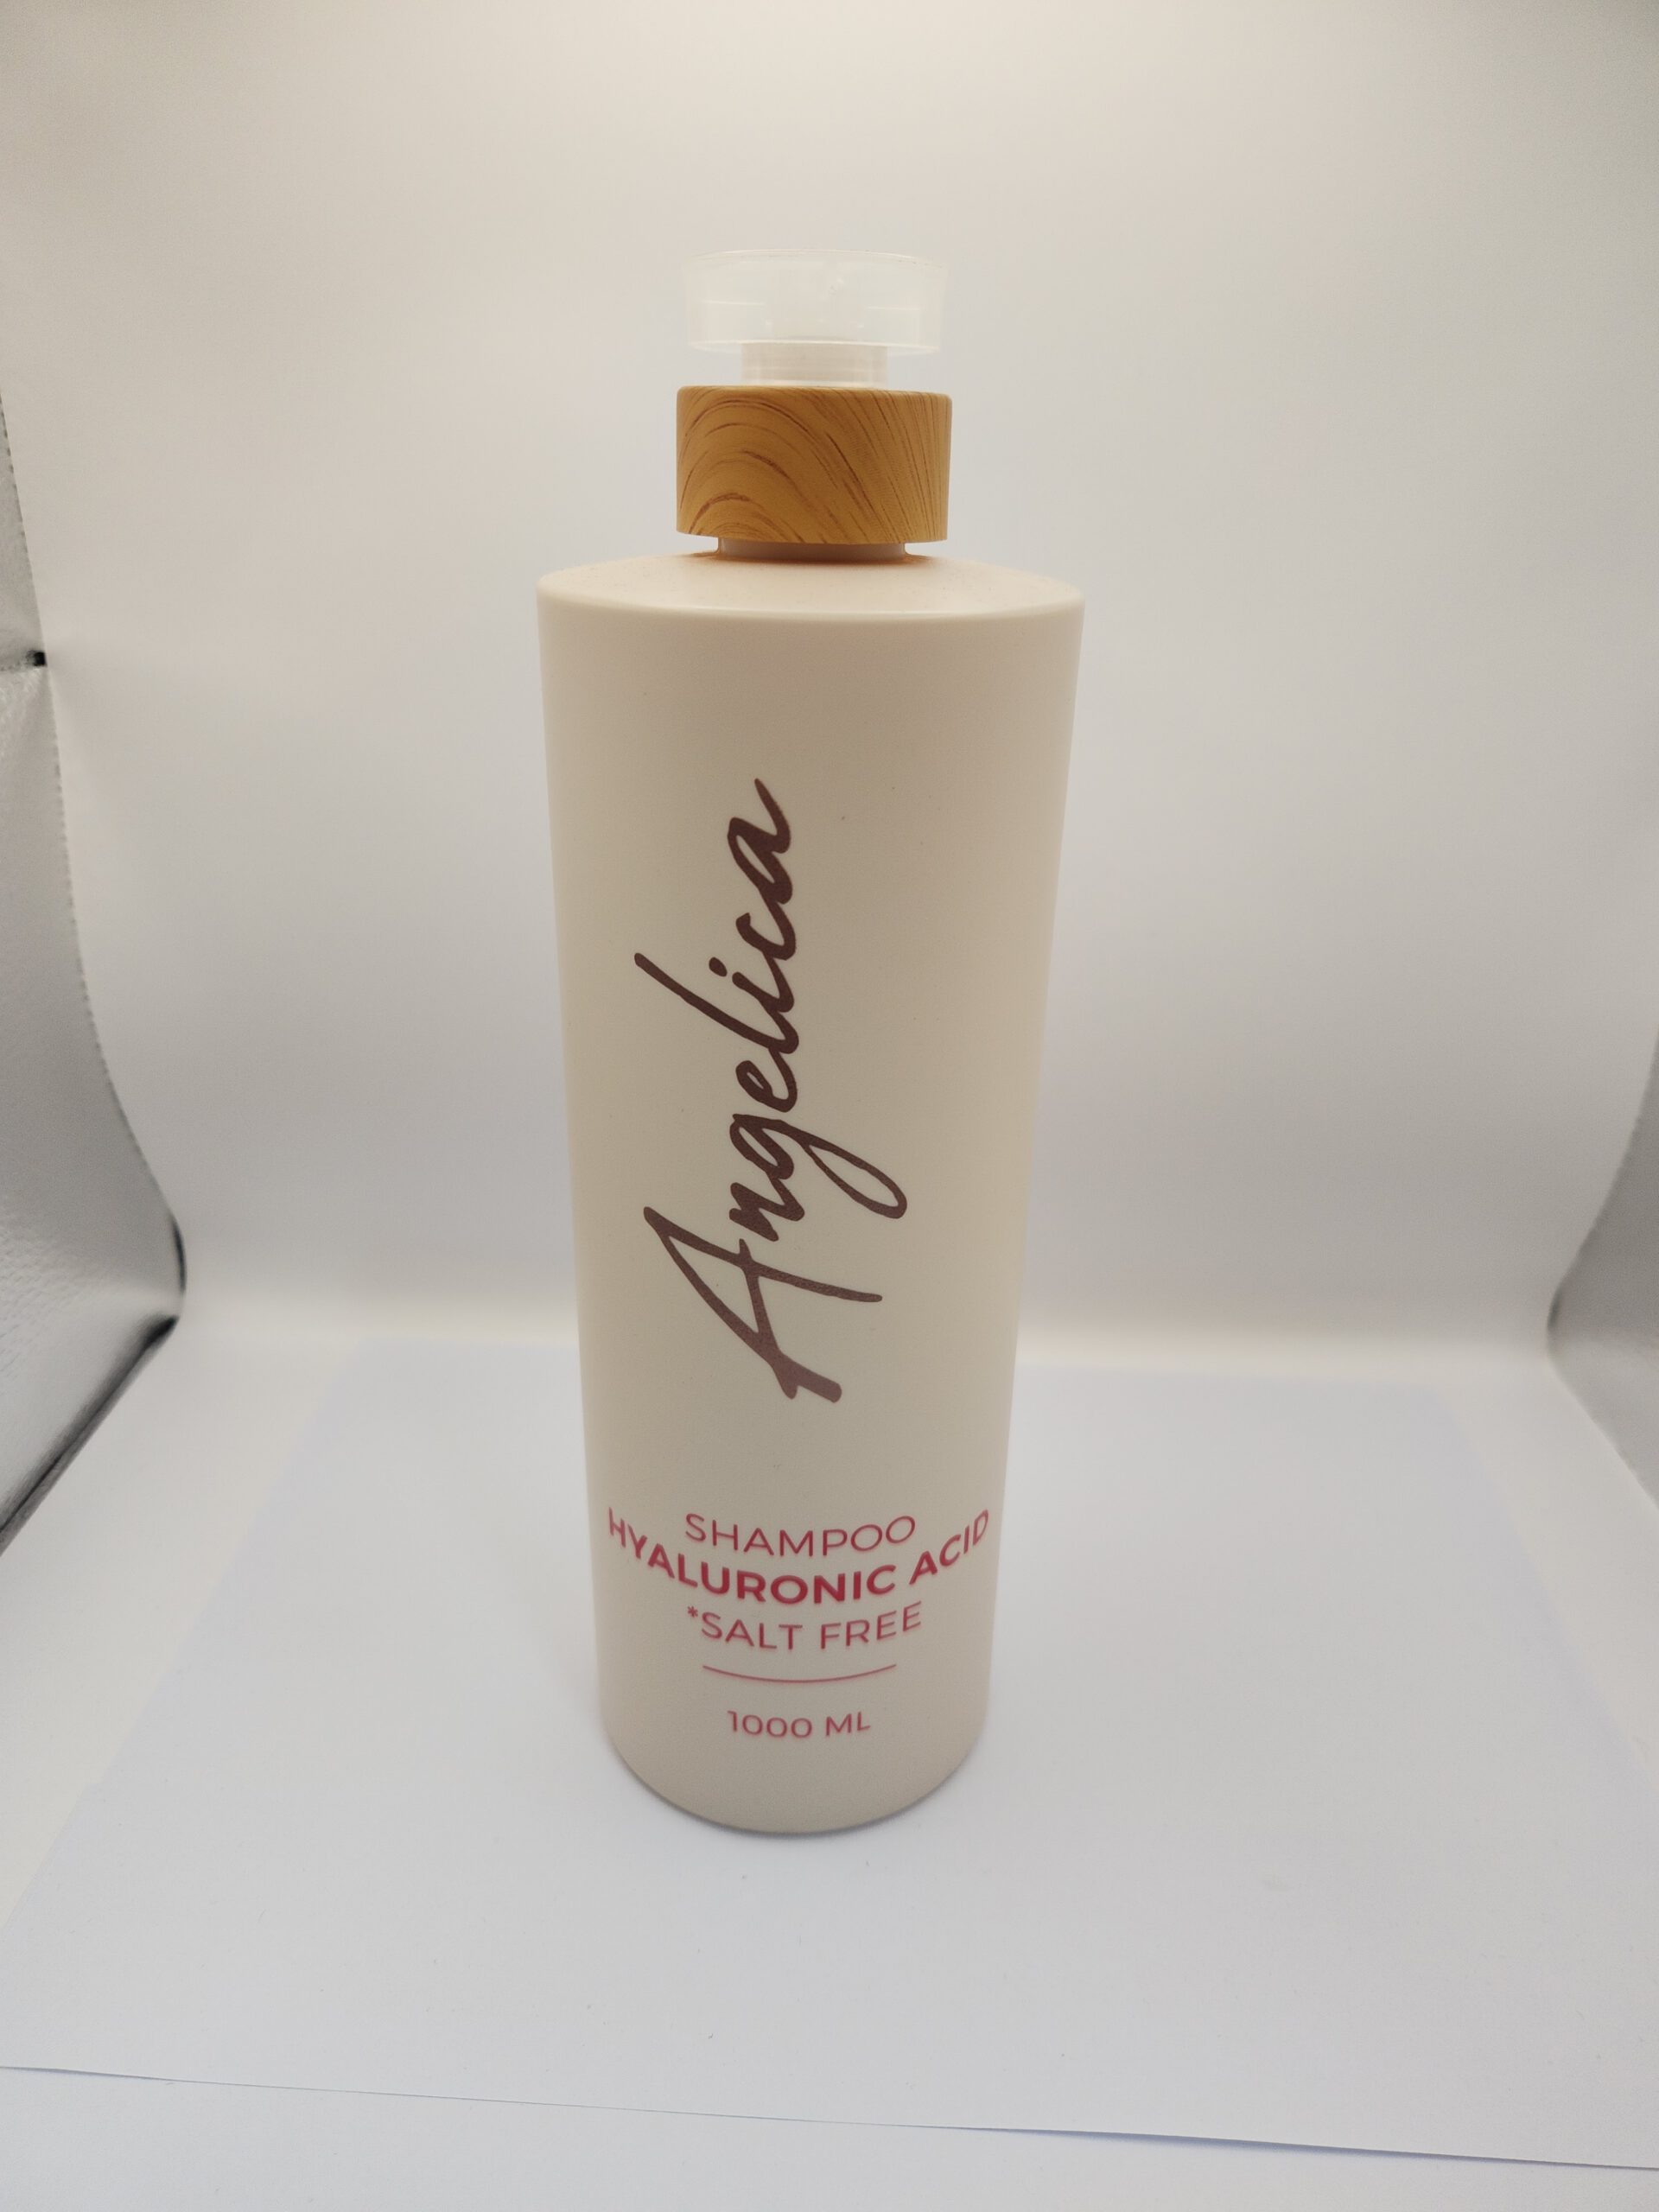 Angelica
SHAMPOO
HYALURONIC ACID
*SALT FREE
1000 ML